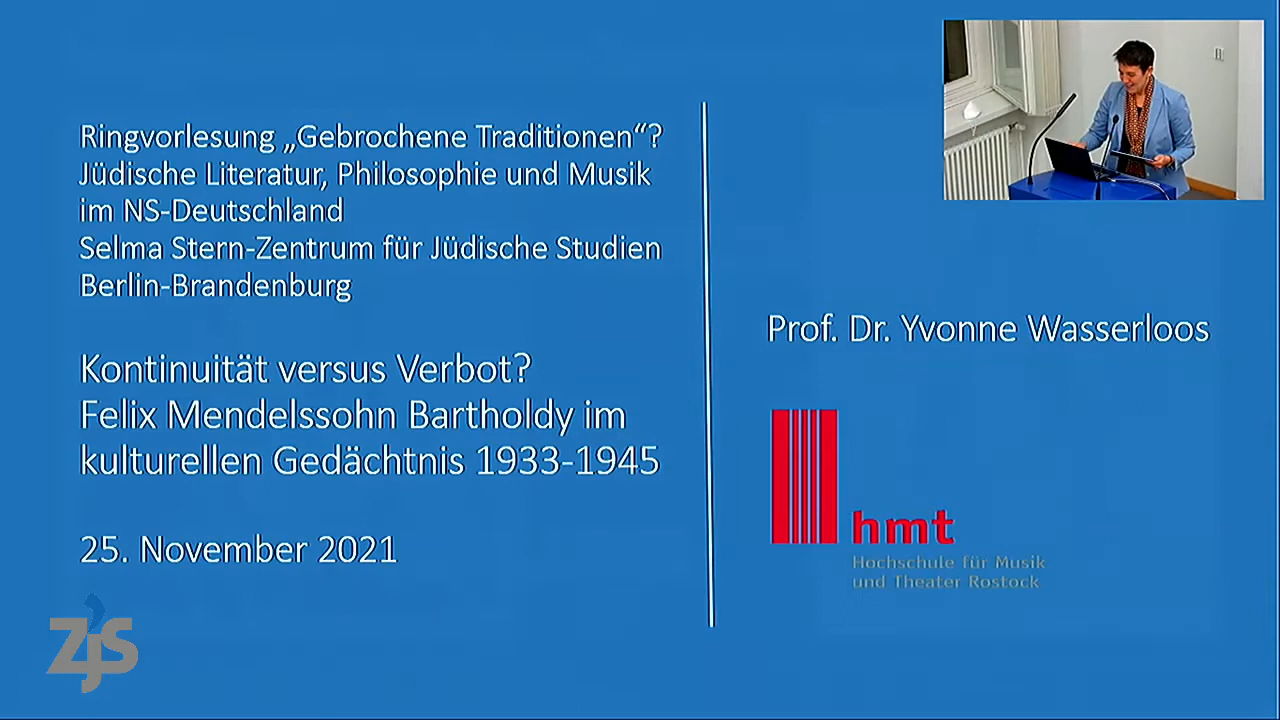 Ringvorlesung „Gebrochene Traditionen“?
Jüdische Literatur, Philosophie und Musik
im NS-Deutschland
Selma Stern-Zentrum für Jüdische Studien
Berlin-Brandenburg
Kontinuität versus Verbot?
Felix Mendelssohn Bartholdy im
kulturellen Gedächtnis 1933-1945
25. November 2021
Prof. Dr. Yvonne Wasserloos
hmt
Hochschule für Musik
und Theater Rostock
ZjS